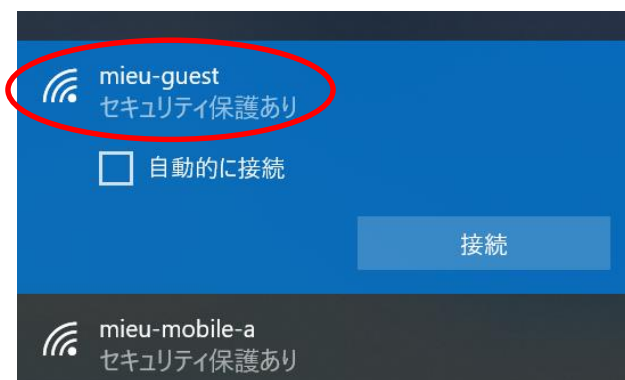 mieu-guest
セキュリティ保護あり
自動的に接続
接続
mieu-mobile-a
セキュリティ保護あり